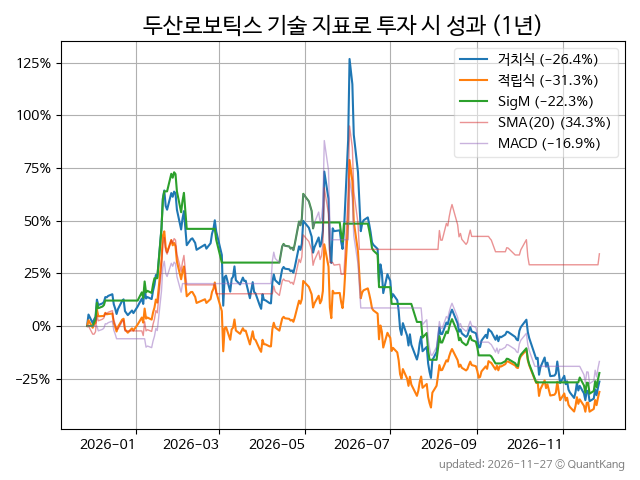 두산로보틱스 기술 지표로 투자 시 성과 (1년)
125%
100%
75%
50%
25%
0%
−25%
거치식 (−26.4%)
적립식 (−31.3%)
SigM (−22.3%)
SMA(20) (34.3%)
MACD (−16.9%)
2026-01
2026-03
2026-05
2026-07
2026-09
2026-11
updated: 2026-11-27 © QuantKang